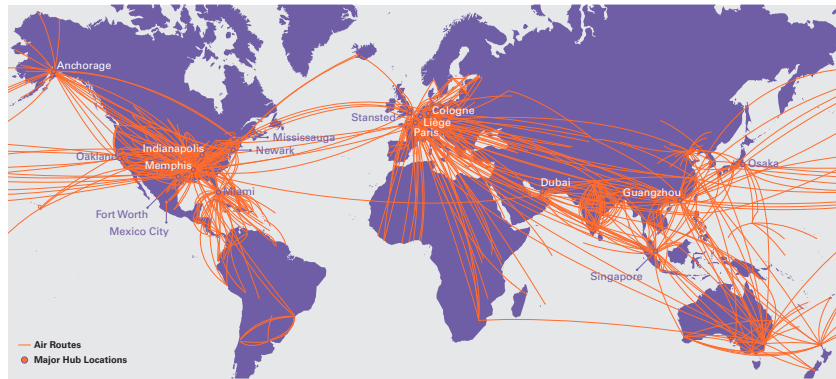 Anchorage
Cologne
Stansted
Liège
Paris
Mississauga
Indianapolis
Newark
Oakland
Memphis
Osaka
Dubai
Miami
Guangzhou
Fort Worth
Mexico City
Singapore
Air Routes
Major Hub Locations